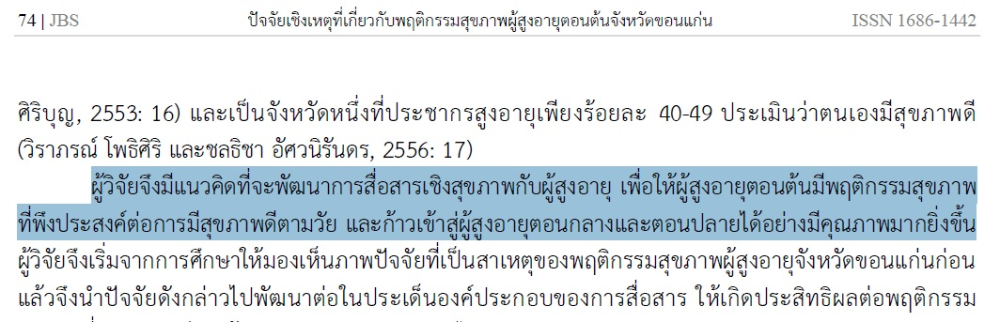 74 | JBS ปัจจัยเชิงเหตุที่เกี่ยวกับพฤติกรรมสุขภาพผู้สูงอายุตอนต้นจังหวัดขอนแก่น ISSN 1686-1442
ศิริบุญ, 2553: 16) และเป็นจังหวัดหนึ่งที่ประชากรสูงอายุเพียงร้อยละ 40-49 ประเมินว่าตนเองมีสุขภาพดี
(วิราภรณ์ โพธิศิริ และชลธิชา อัศวนิรันดร, 2556: 17)
ผู้วิจัยจึงมีแนวคิดที่จะพัฒนาการสื่อสารเชิงสุขภาพกับผู้สูงอายุ เพื่อให้ผู้สูงอายุตอนต้นมีพฤติกรรมสุขภาพ
ที่พึงประสงค์ต่อการมีสุขภาพดีตามวัย และก้าวเข้าสู่ผู้สูงอายุตอนกลางและตอนปลายได้อย่างมีคุณภาพมากยิ่งขึ้น
ผู้วิจัยจึงเริ่มจากการศึกษาให้มองเห็นภาพปัจจัยที่เป็นสาเหตุของพฤติกรรมสุขภาพผู้สูงอายุจังหวัดขอนแก่นก่อน
แล้วจึงนำปัจจัยดังกล่าวไปพัฒนาต่อในประเด็นองค์ประกอบของการสื่อสาร ให้เกิดประสิทธิผลต่อพฤติกรรม